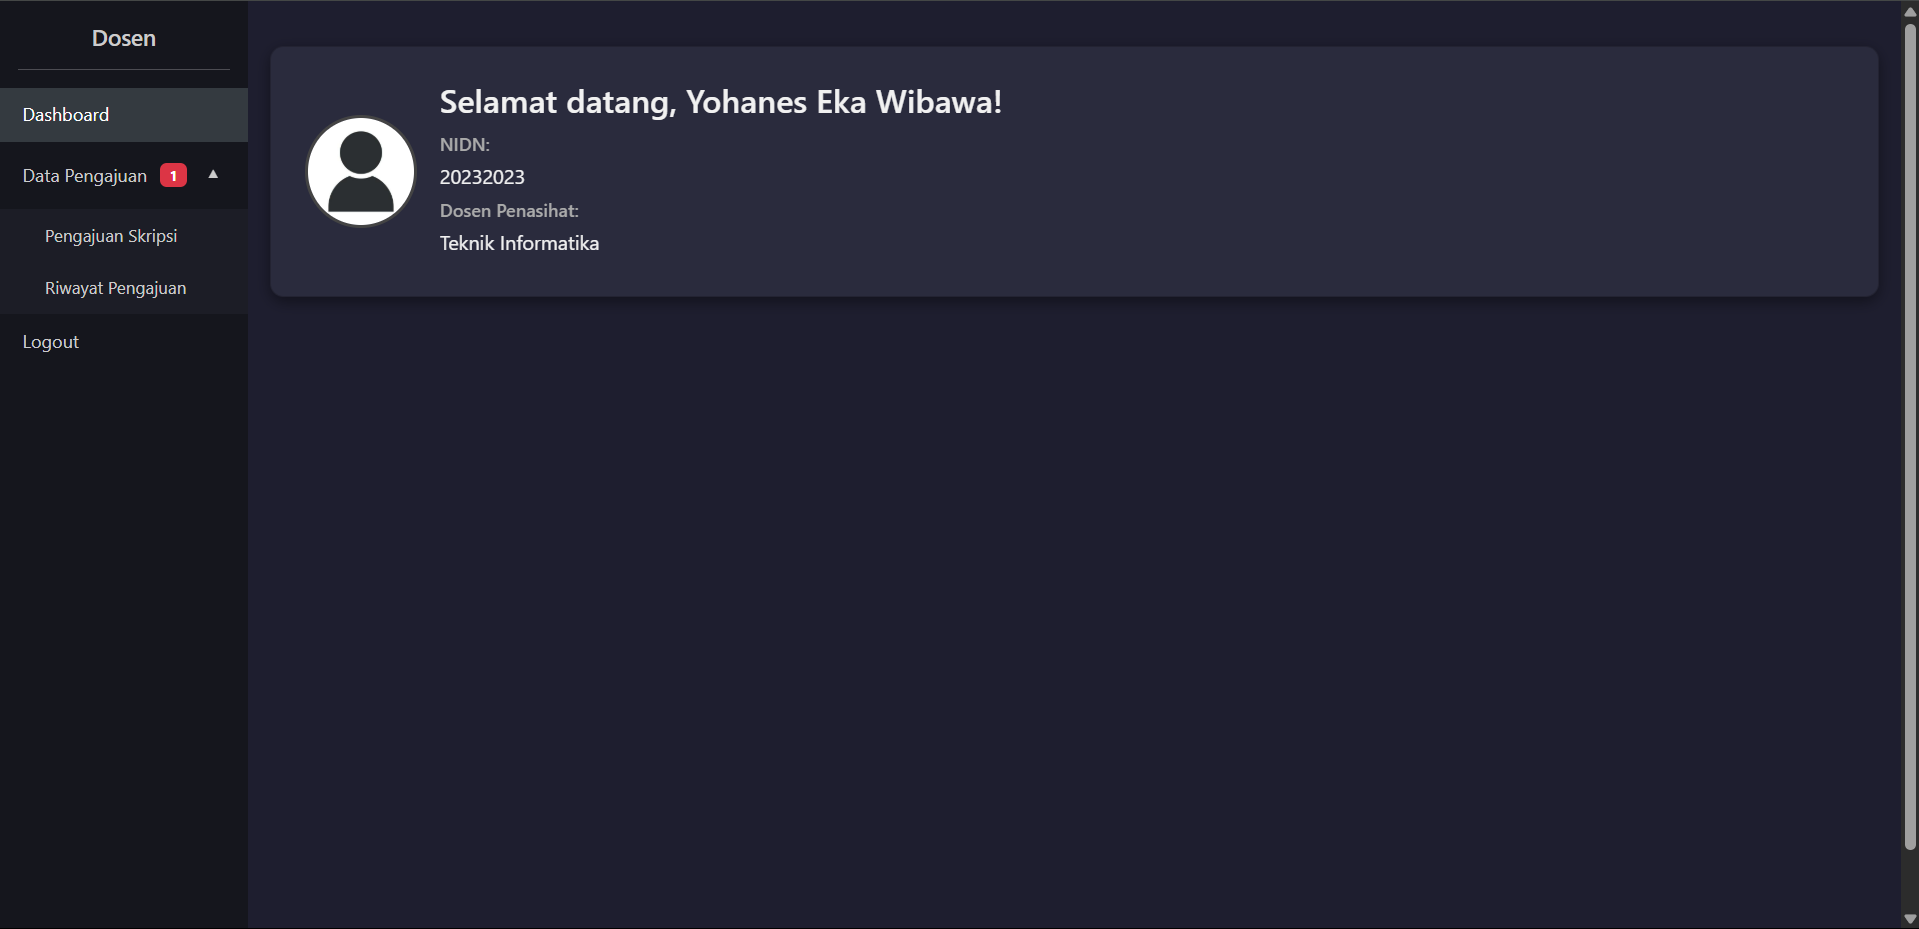 Dosen
Dashboard
Data Pengajuan 1
Pengajuan Skripsi
Riwayat Pengajuan
Logout
Selamat datang, Yohanes Eka Wibawa!
NIDN:
20232023
Dosen Penasihat:
Teknik Informatika